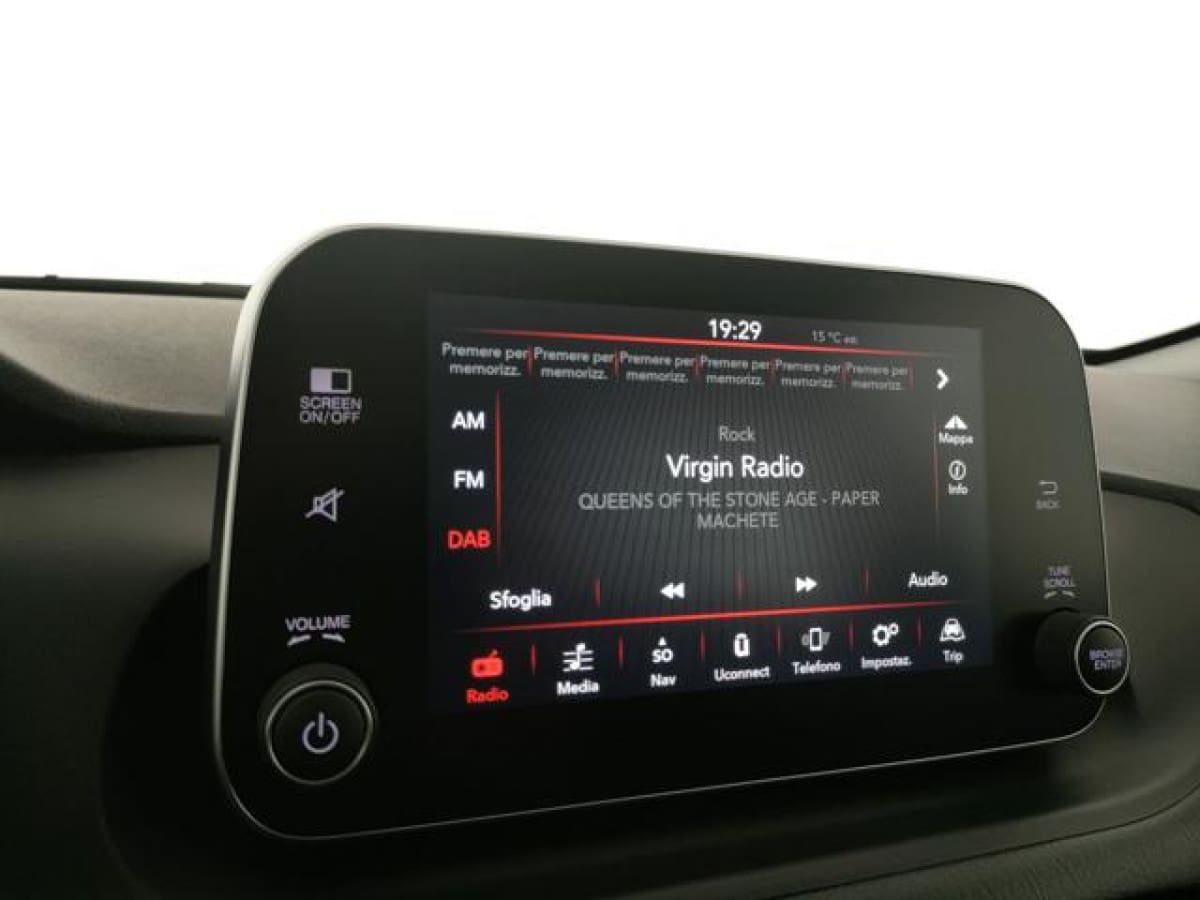 19:29
15 °C
Premere per Premere per Premere per Premere per Premere per Premere per
memorizz. memorizz. memorizz. memorizz. memorizz. memorizz.
SCREEN
ON/OFF
AM
FM
DAB
Rock
Virgin Radio
QUEENS OF THE STONE AGE - PAPER
MACHETE
Mappa
Info
BACK
TUNE
SCROLL
Sfoglia
Audio
VOLUME
BROWSE
ENTER
SO
Radio
Media
Nav
Uconnect
Telefono
Impostaz.
Trip